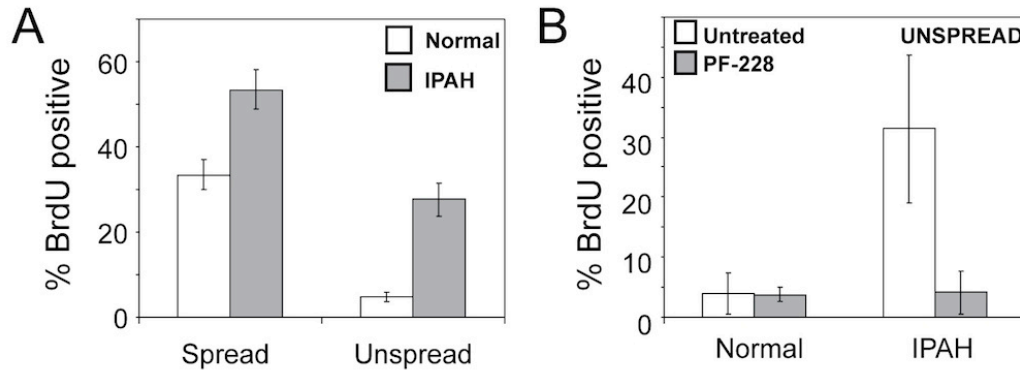 A
% BrdU positive
60
40
20
0
Normal
IPAH
Spread
Unspread
B
% BrdU positive
40
30
20
10
0
Untreated
PF-228
UNSPREAD
Normal
IPAH